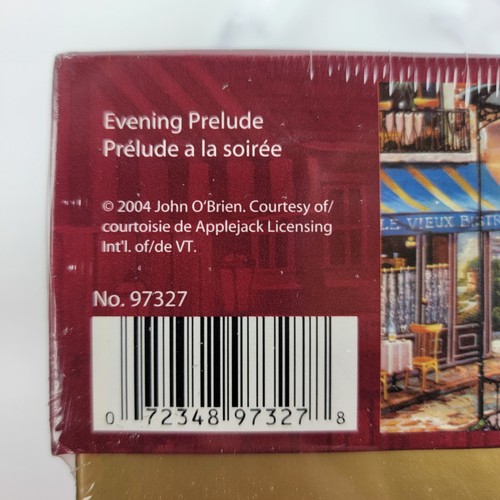 Evening Prelude
Prélude a la soirée
© 2004 John O'Brien. Courtesy of/
courtoisie de Applejack Licensing
Int'l. of/de VT.
No. 97327
0 72348 97327 8
LE VIEUX BISTR